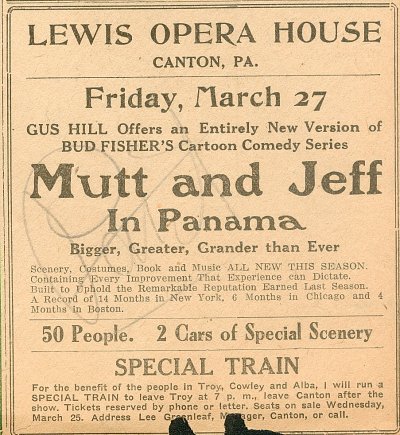 LEWIS OPERA HOUSE
CANTON, PA.
Friday, March 27
GUS HILL Offers an Entirely New Version of
BUD FISHER'S Cartoon Comedy Series
Mutt and Jeff
In Panama
Bigger, Greater, Grander than Ever
Scenery, Costumes, Book and Music ALL NEW THIS SEASON.
Containing Every Improvement That Experience can Dictate.
Built to Uphold the Remarkable Reputation Earned Last Season.
A Record of 14 Months in New York, 6 Months in Chicago and 4
Months in Boston.
50 People. 2 Cars of Special Scenery
SPECIAL TRAIN
For the benefit of the people in Troy, Cowley and Alba, I will run a
SPECIAL TRAIN to leave Troy at 7 p. m., leave Canton after
the show. Tickets reserved by phone or letter. Seats on sale Wednesday,
March 25. Address Lee Greenleaf, Manager, Canton, or call.